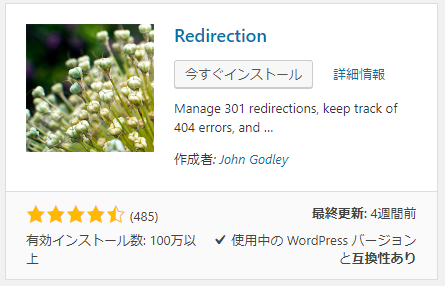 Redirection
今すぐインストール
詳細情報
Manage 301 redirections, keep track of
404 errors, and ...
作成者: John Godley
(485)
有効インストール数: 100万以
上
最終更新: 4週間前
使用中の WordPress バージョン
と互換性あり